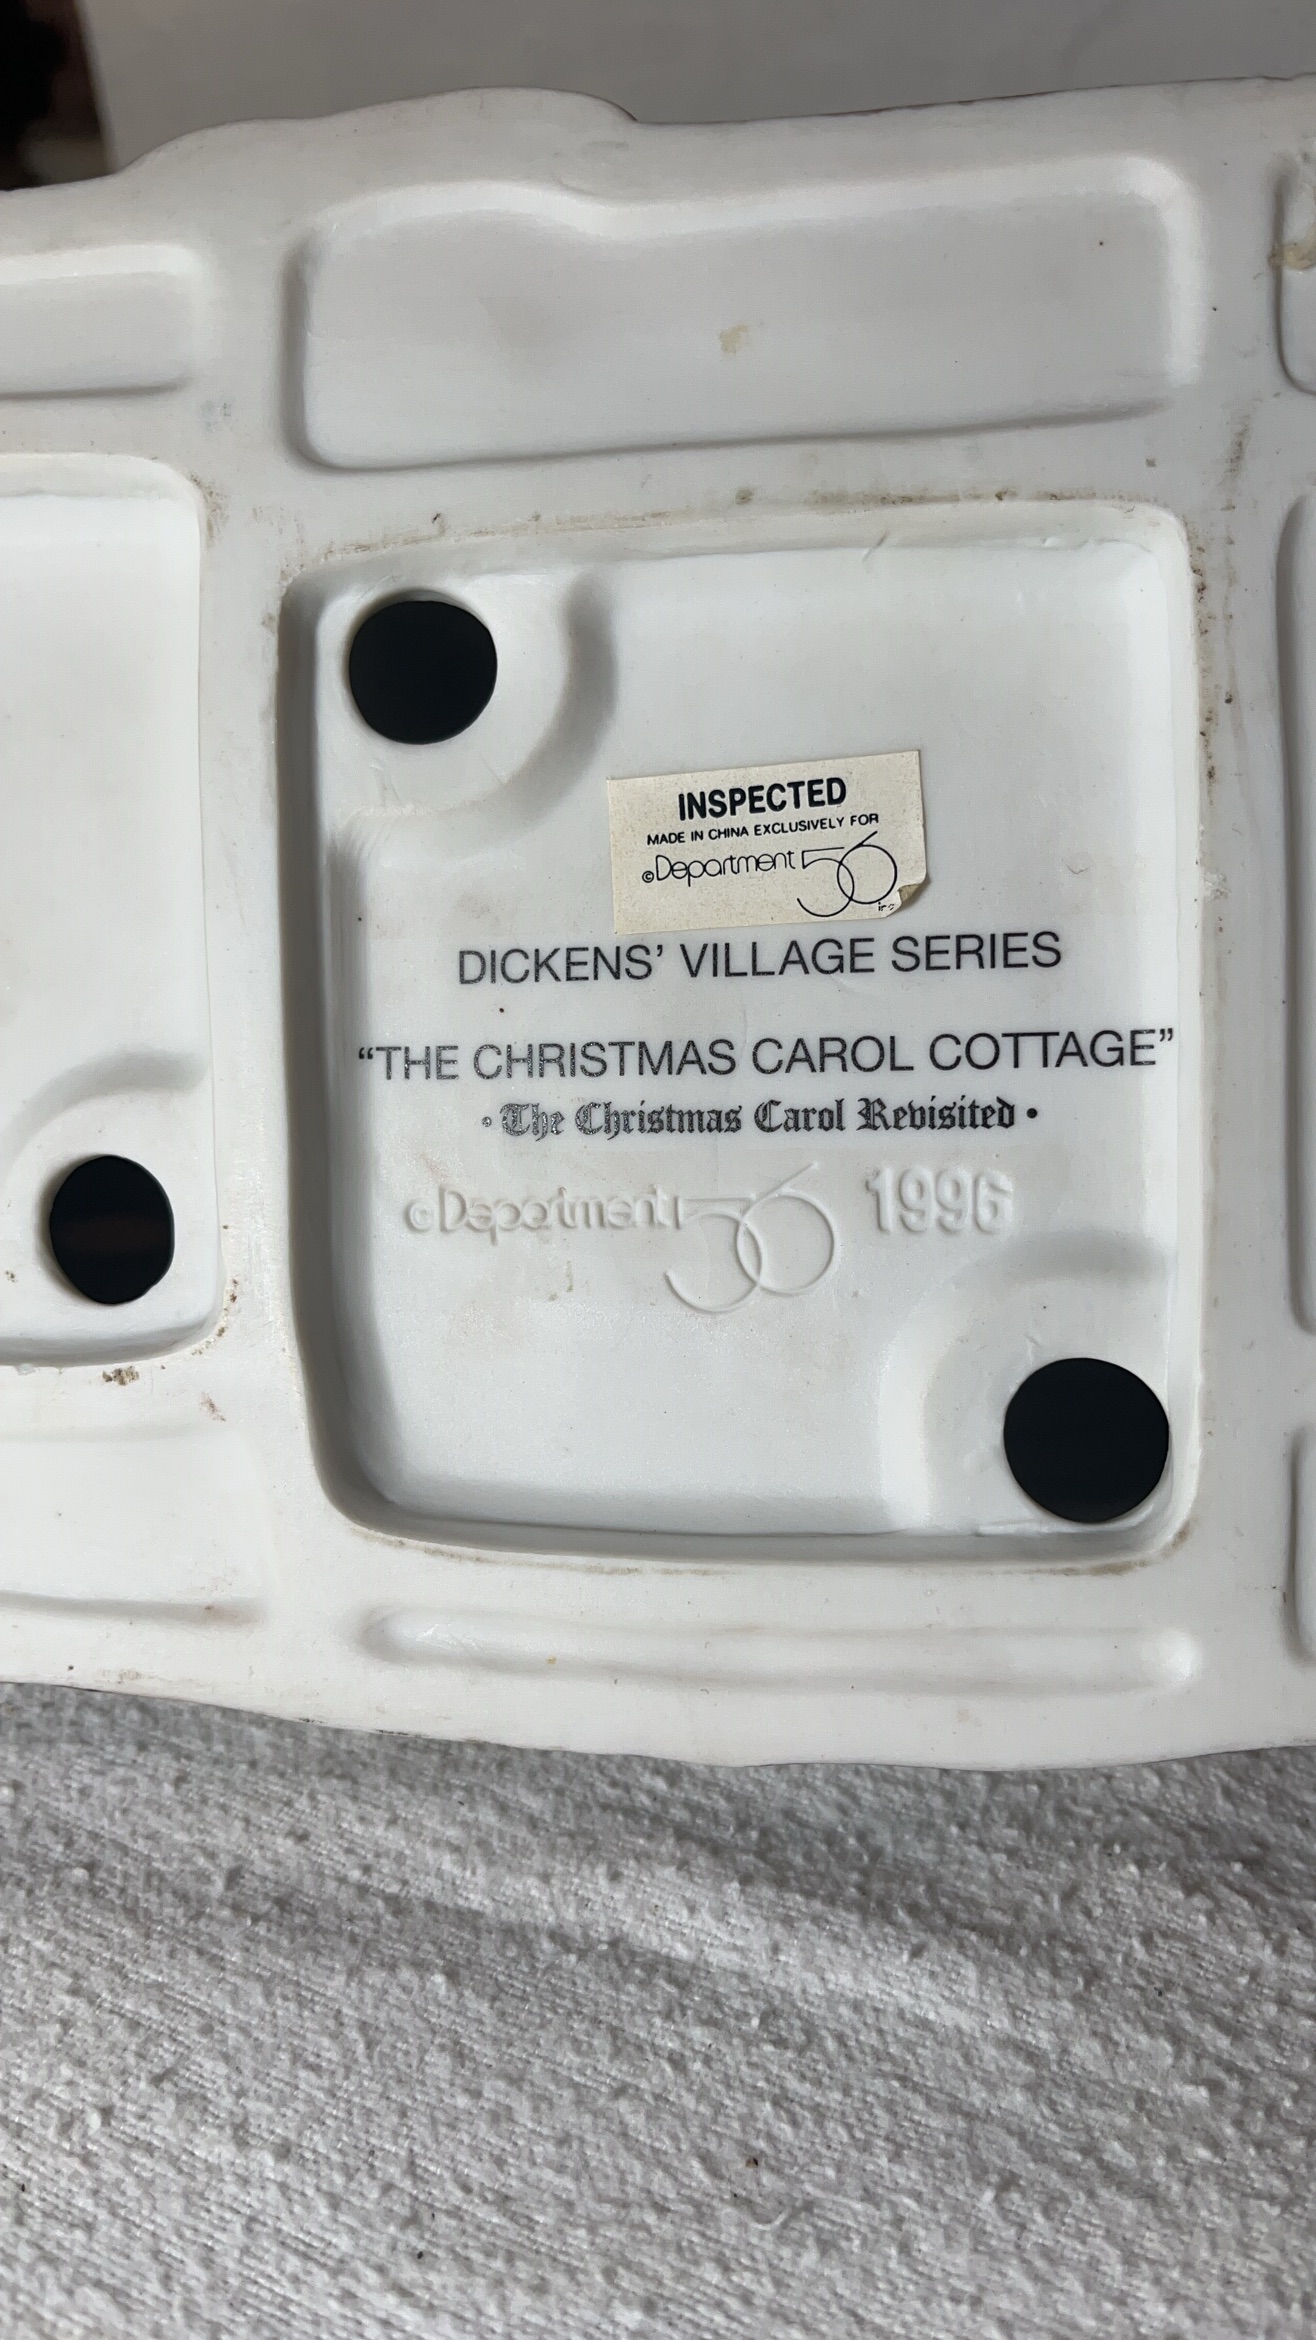 INSPECTED
MADE IN CHINA EXCLUSIVELY FOR
©Department 56
inc
DICKENS' VILLAGE SERIES
“THE CHRISTMAS CAROL COTTAGE”
• The Christmas Carol Revisited •
©Department 56 1996